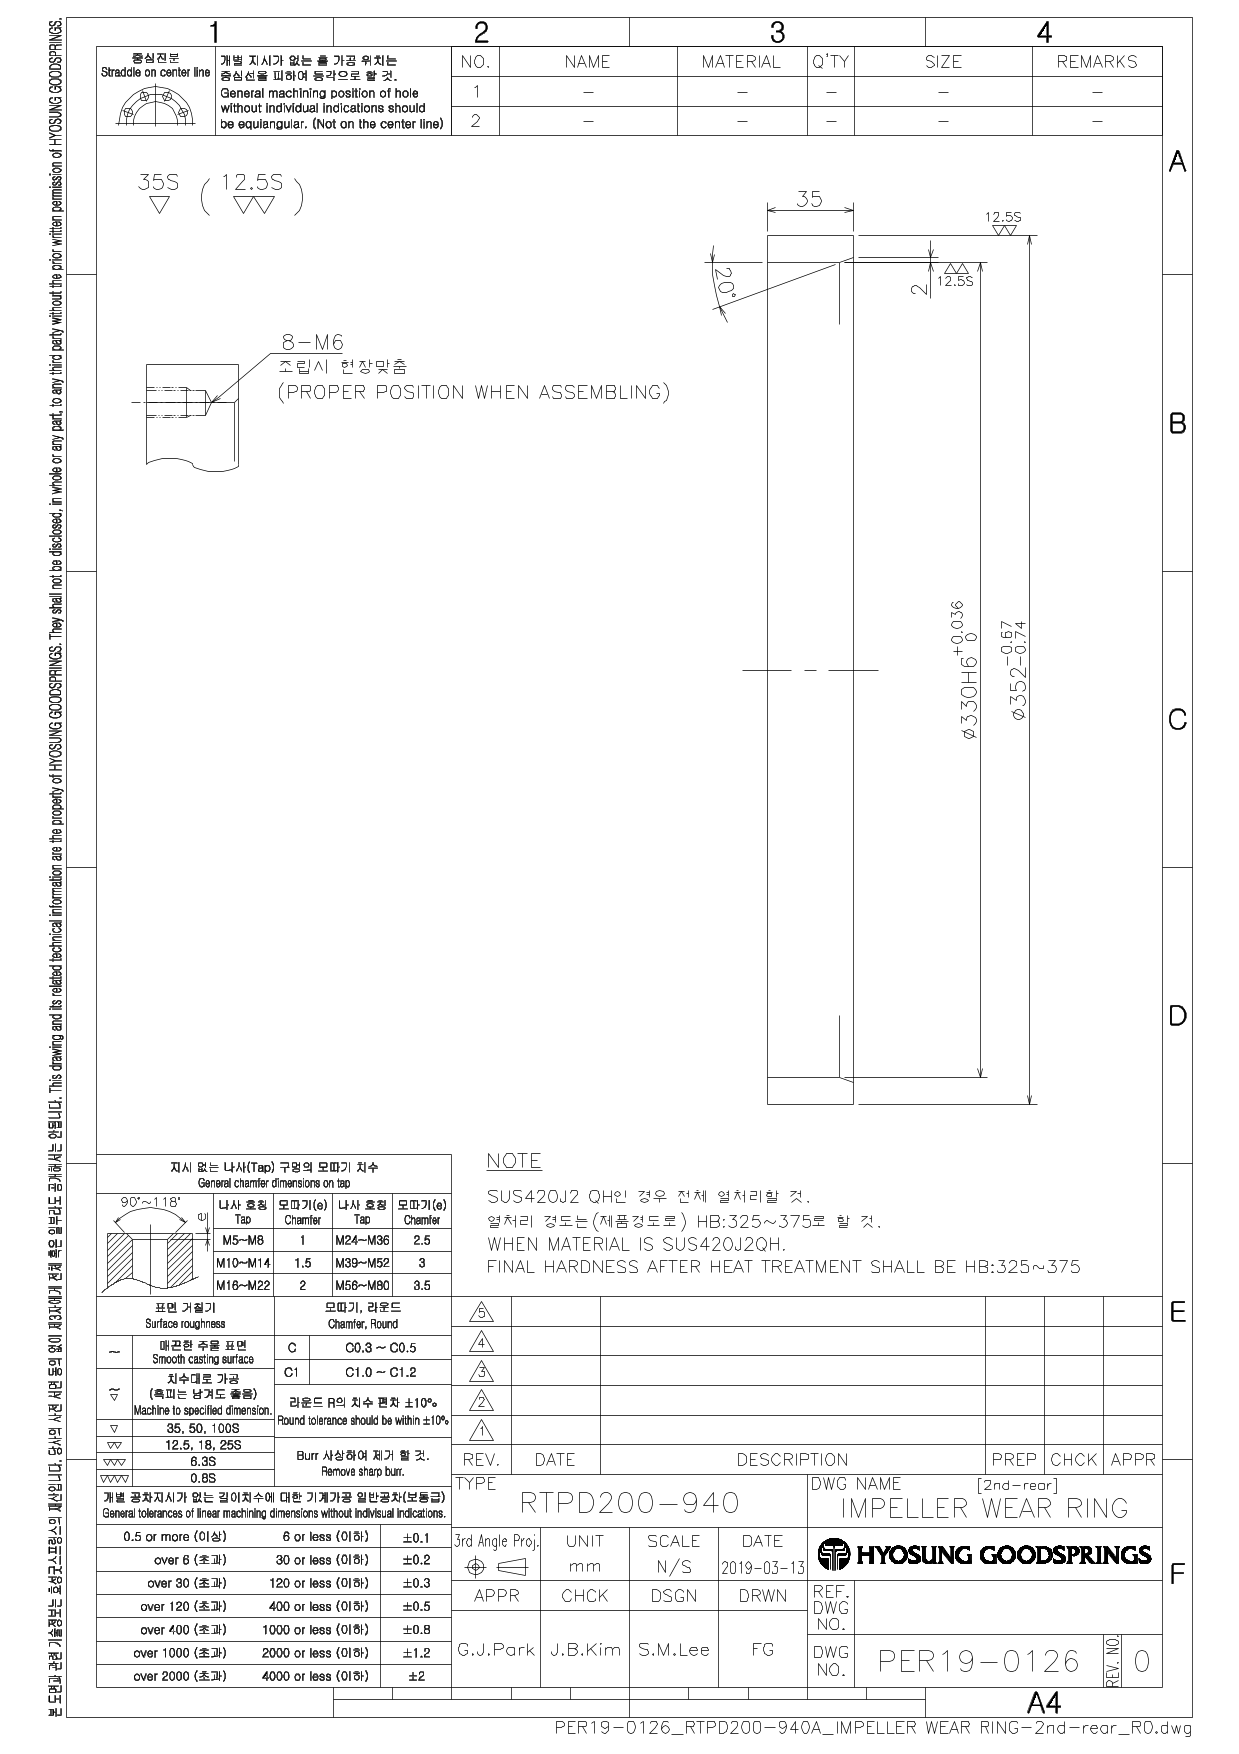 1 2 3 4
중심진분
Straddle on center line
개별 지시가 없는 홀 가공 위치는
중심선을 피하여 등각으로 할 것.
General machining position of hole
without individual indications should
be equiangular. (Not on the center line)
NO. NAME MATERIAL Q'TY SIZE REMARKS
1 – – – – –
2 – – – – –
A
B
C
D
E
F
35S ( 12.5S )
35
12.5S
20°
2
12.5S
8-M6
조립시 현장맞춤
(PROPER POSITION WHEN ASSEMBLING)
ø330H6 +0.036 0
ø352 -0.67 -0.74
NOTE
SUS420J2 QH인 경우 전체 열처리할 것.
열처리 경도는(제품경도로) HB:325~375로 할 것.
WHEN MATERIAL IS SUS420J2QH.
FINAL HARDNESS AFTER HEAT TREATMENT SHALL BE HB:325~375
지시 없는 나사(Tap) 구멍의 모따기 치수
General chamfer dimensions on tap
90°~118°
e
나사 호칭 모따기(e) 나사 호칭 모따기(e)
Tap Chamfer Tap Chamfer
M5~M8 1 M24~M36 2.5
M10~M14 1.5 M39~M52 3
M16~M22 2 M56~M80 3.5
표면 거칠기
Surface roughness
~ 매끈한 주물 표면
Smooth casting surface
~ 치수대로 가공
(흑피는 남겨도 좋음)
Machine to specified dimension.
35, 50, 100S
12.5, 18, 25S
6.3S
0.8S
모따기, 라운드
Chamfer, Round
C C0.3 ~ C0.5
C1 C1.0 ~ C1.2
라운드 R의 치수 편차 ±10%
Round tolerance should be within ±10%
Burr 사상하여 제거 할 것.
Remove sharp burr.
개별 공차지시가 없는 길이치수에 대한 기계가공 일반공차(보통급)
General tolerances of linear machining dimensions without indivisual indications.
0.5 or more (이상) 6 or less (이하) ±0.1
over 6 (초과) 30 or less (이하) ±0.2
over 30 (초과) 120 or less (이하) ±0.3
over 120 (초과) 400 or less (이하) ±0.5
over 400 (초과) 1000 or less (이하) ±0.8
over 1000 (초과) 2000 or less (이하) ±1.2
over 2000 (초과) 4000 or less (이하) ±2
5
4
3
2
1
REV. DATE DESCRIPTION PREP CHCK APPR
TYPE
RTPD200-940
DWG NAME [2nd-rear]
IMPELLER WEAR RING
3rd Angle Proj. UNIT SCALE DATE
mm N/S 2019-03-13
HYOSUNG GOODSPRINGS
APPR CHCK DSGN DRWN
G.J.Park J.B.Kim S.M.Lee FG
REF.
DWG
NO.
DWG
NO.
PER19-0126
REV. NO.
0
A4
PER19-0126_RTPD200-940A_IMPELLER WEAR RING-2nd-rear_R0.dwg
본 도면과 관련 기술정보는 효성굿스프링스의 재산입니다. 당사의 사전 서면 동의 없이 제3자에게 전체 혹은 일부라도 공개해서는 안됩니다. This drawing and its related technical information are the property of HYOSUNG GOODSPRINGS. They shall not be disclosed, in whole or any part, to any third party without the prior written permission of HYOSUNG GOODSPRINGS.